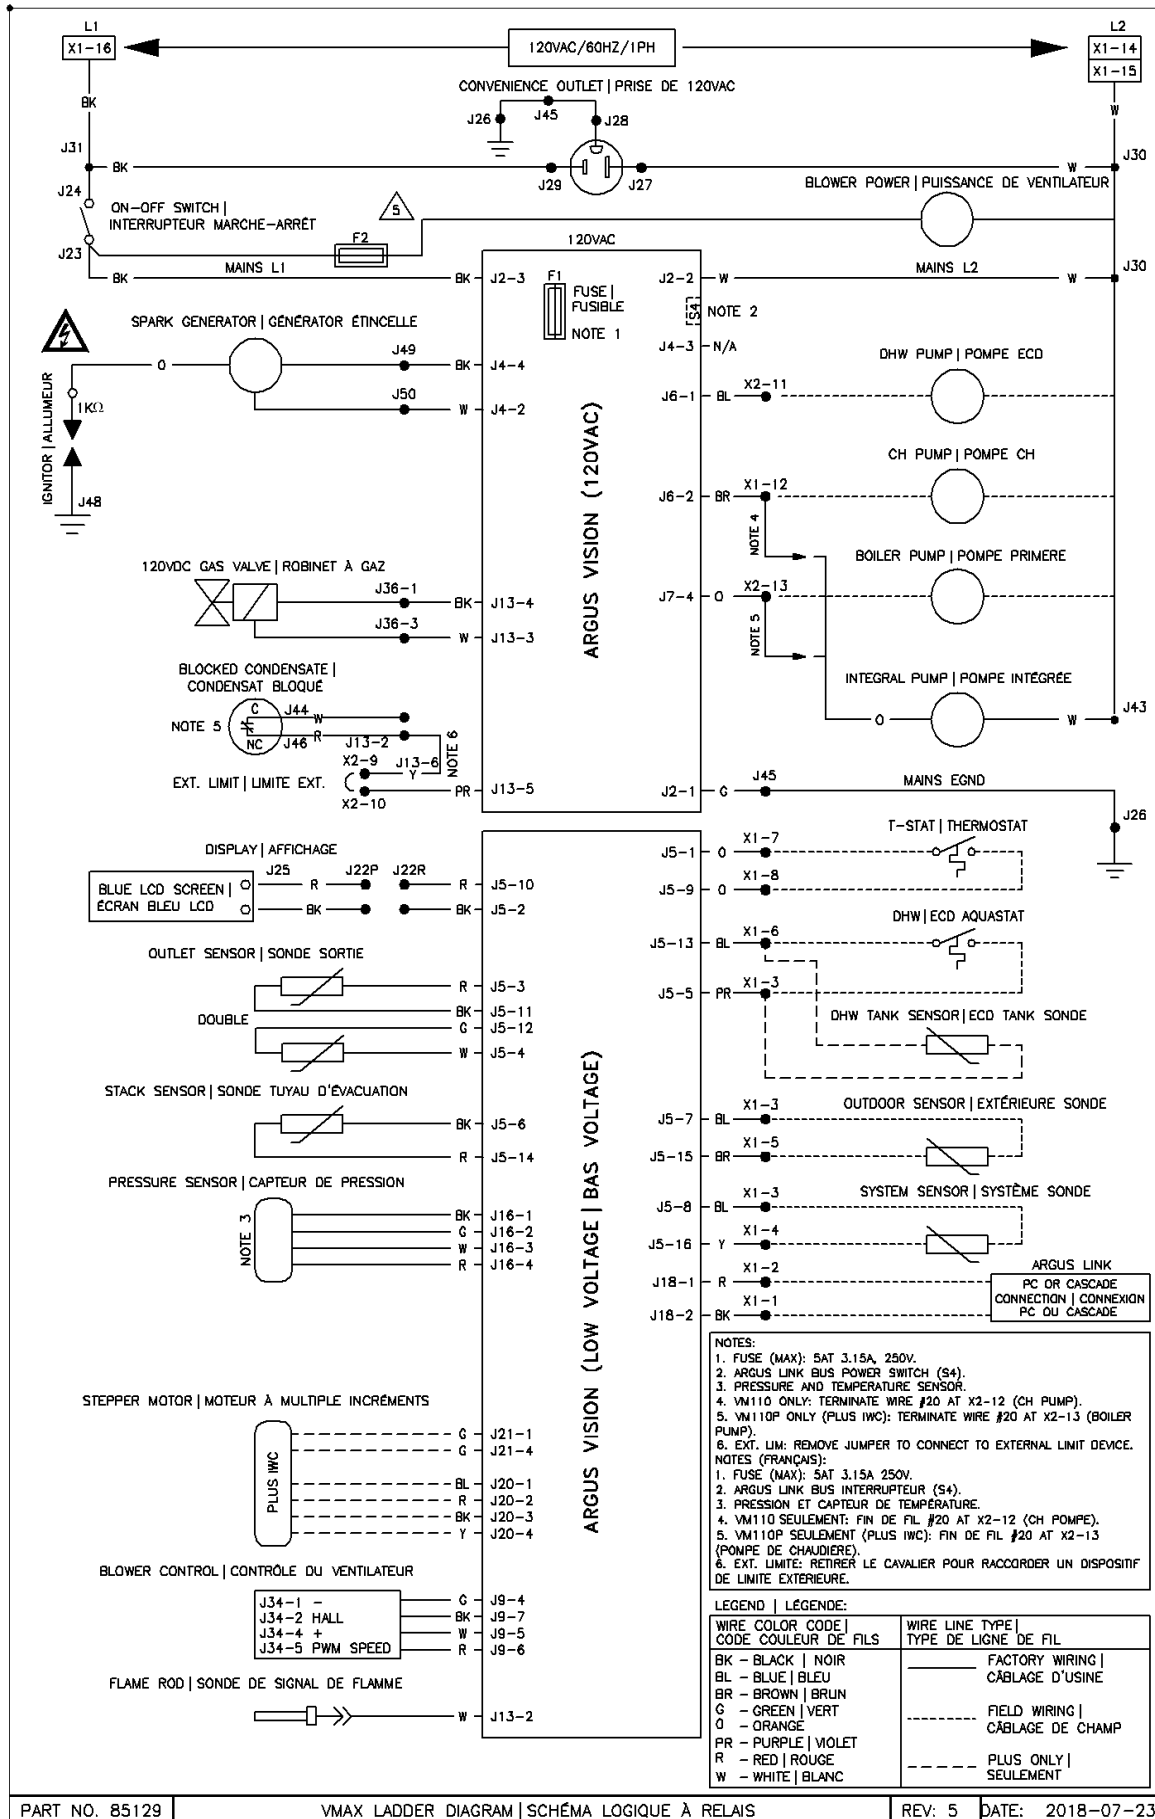 L1
X1-16
120VAC/60HZ/1PH
L2
X1-14
X1-15
CONVENIENCE OUTLET | PRISE DE 120VAC
BK
J26
J45
J28
W
J31
BK
J29
J27
W
J30
J24
ON-OFF SWITCH |
INTERRUPTEUR MARCHE-ARRÊT
5
BLOWER POWER | PUISSANCE DE VENTILATEUR
J23
F2
120VAC
BK
MAINS L1
BK
J2-3
F1
FUSE |
FUSIBLE
NOTE 1
J2-2
W
MAINS L2
W
J30
S4
NOTE 2
SPARK GENERATOR | GÉNÉRATOR ÉTINCELLE
J4-3
N/A
O
J49
BK
J4-4
DHW PUMP | POMPE ECD
J50
W
J4-2
J6-1
BL
X2-11
1KΩ
IGNITOR | ALLUMEUR
J48
CH PUMP | POMPE CH
J6-2
BR
X1-12
NOTE 4
ARGUS VISION (120VAC)
120VDC GAS VALVE | ROBINET À GAZ
J36-1
BK
J13-4
J36-3
W
J13-3
BOILER PUMP | POMPE PRIMERE
J7-4
O
X2-13
NOTE 5
BLOCKED CONDENSATE |
CONDENSAT BLOQUÉ
NOTE 5
C
NC
J44
W
J46
R
J13-2
NOTE 6
X2-9
J13-6
Y
EXT. LIMIT | LIMITE EXT.
X2-10
PR
J13-5
INTEGRAL PUMP | POMPE INTÉGRÉE
O
W
J43
J2-1
G
J45
MAINS EGND
J26
DISPLAY | AFFICHAGE
BLUE LCD SCREEN |
ÉCRAN BLEU LCD
J25
R
J22P
J22R
R
J5-10
BK
BK
J5-2
T-STAT | THERMOSTAT
J5-1
O
X1-7
J5-9
O
X1-8
DHW | ECD AQUASTAT
J5-13
BL
X1-6
J5-5
PR
X1-3
DHW TANK SENSOR | ECD TANK SONDE
OUTLET SENSOR | SONDE SORTIE
R
J5-3
BK
J5-11
DOUBLE
G
J5-12
W
J5-4
STACK SENSOR | SONDE TUYAU D'ÉVACUATION
BK
J5-6
R
J5-14
ARGUS VISION (LOW VOLTAGE | BAS VOLTAGE)
J5-7
BL
X1-3
OUTDOOR SENSOR | EXTÉRIEURE SONDE
J5-15
BR
X1-5
PRESSURE SENSOR | CAPTEUR DE PRESSION
NOTE 3
BK
J16-1
G
J16-2
W
J16-3
R
J16-4
J5-8
BL
X1-3
SYSTEM SENSOR | SYSTÈME SONDE
J5-16
Y
X1-4
J18-1
R
X1-2
J18-2
BK
X1-1
ARGUS LINK
PC OR CASCADE
CONNECTION | CONNEXION
PC OU CASCADE
STEPPER MOTOR | MOTEUR À MULTIPLE INCRÉMENTS
PLUS IWC
G
J21-1
G
J21-4
BL
J20-1
R
J20-2
BK
J20-3
Y
J20-4
BLOWER CONTROL | CONTRÔLE DU VENTILATEUR
J34-1 -
G
J9-4
J34-2 HALL
BK
J9-7
J34-4 +
W
J9-5
J34-5 PWM SPEED
R
J9-6
FLAME ROD | SONDE DE SIGNAL DE FLAMME
W
J13-2
NOTES:
1. FUSE (MAX): 5AT 3.15A, 250V.
2. ARGUS LINK BUS POWER SWITCH (S4).
3. PRESSURE AND TEMPERATURE SENSOR.
4. VM110 ONLY: TERMINATE WIRE #20 AT X2-12 (CH PUMP).
5. VM110P ONLY (PLUS IWC): TERMINATE WIRE #20 AT X2-13 (BOILER
PUMP).
6. EXT. LIM: REMOVE JUMPER TO CONNECT TO EXTERNAL LIMIT DEVICE.
NOTES (FRANÇAIS):
1. FUSE (MAX): 5AT 3.15A 250V.
2. ARGUS LINK BUS INTERRUPTEUR (S4).
3. PRESSION ET CAPTEUR DE TEMPÉRATURE.
4. VM110 SEULEMENT: FIN DE FIL #20 AT X2-12 (CH POMPE).
5. VM110P SEULEMENT (PLUS IWC): FIN DE FIL #20 AT X2-13
(POMPE DE CHAUDIERE).
6. EXT. LIMITE: RETIRER LE CAVALIER POUR RACCORDER UN DISPOSITIF
DE LIMITE EXTERIEURE.
LEGEND | LÉGENDE:
WIRE COLOR CODE |
CODE COULEUR DE FILS
BK - BLACK | NOIR
BL - BLUE | BLEU
BR - BROWN | BRUN
G - GREEN | VERT
O - ORANGE
PR - PURPLE | VIOLET
R - RED | ROUGE
W - WHITE | BLANC
WIRE LINE TYPE |
TYPE DE LIGNE DE FIL
FACTORY WIRING |
CÂBLAGE D'USINE
FIELD WIRING |
CÂBLAGE DE CHAMP
PLUS ONLY |
SEULEMENT
PART NO. 85129
VMAX LADDER DIAGRAM | SCHÉMA LOGIQUE À RELAIS
REV: 5
DATE: 2018-07-23